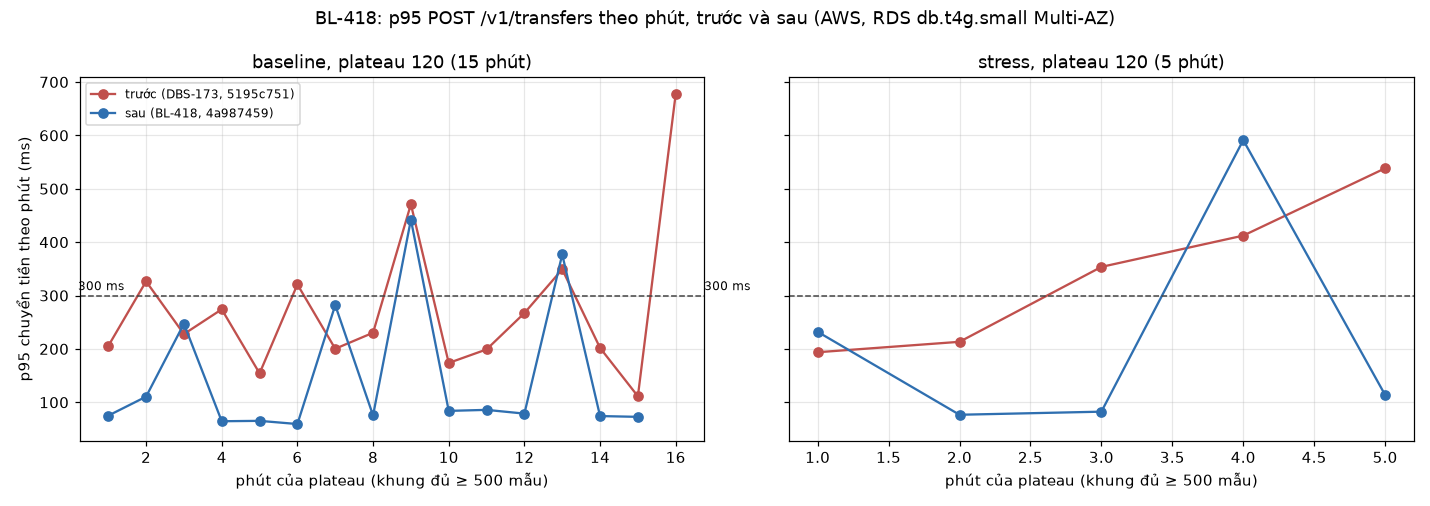 BL-418: p95 POST /v1/transfers theo phút, trước và sau (AWS, RDS db.t4g.small Multi-AZ)
baseline, plateau 120 (15 phút)
stress, plateau 120 (5 phút)
p95 chuyển tiền theo phút (ms)
700
600
500
400
300
200
100
trước (DBS-173, 5195c751)
sau (BL-418, 4a987459)
300 ms
300 ms
2 4 6 8 10 12 14 16
1.0 1.5 2.0 2.5 3.0 3.5 4.0 4.5 5.0
phút của plateau (khung đủ ≥ 500 mẫu)
phút của plateau (khung đủ ≥ 500 mẫu)